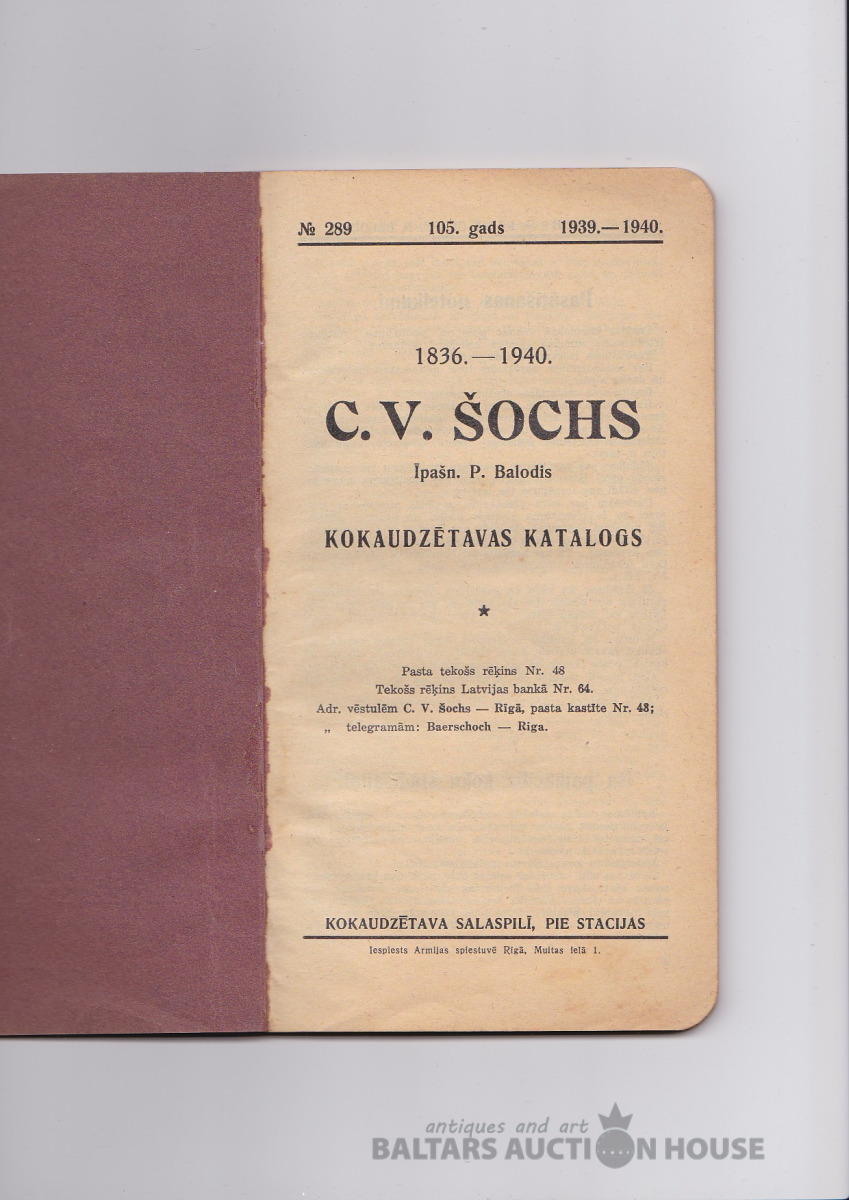 № 289 105. gads 1939.—1940.
1836.—1940.
C. V. ŠOCHS
Īpašn. P. Balodis
KOKAUDZĒTAVAS KATALOGS
★
Pasta tekošs rēķins Nr. 48
Tekošs rēķins Latvijas bankā Nr. 64.
Adr. vēstulēm C. V. Šochs — Rīgā, pasta kastīte Nr. 48;
„ telegramām: Baerschoch — Riga.
KOKAUDZĒTAVA SALASPILĪ, PIE STACIJAS
Iespiests Armijas spiestuvē Rīgā, Muitas ielā 1.
antiques and art
BALTARS AUCTION HOUSE